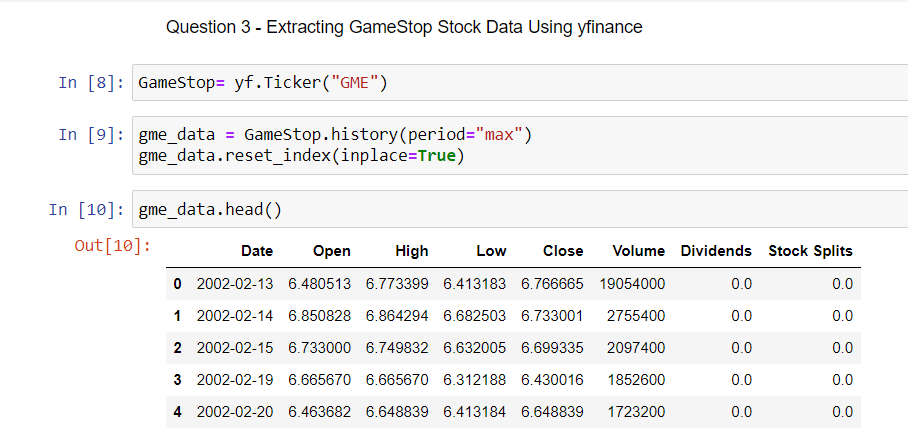 Question 3 - Extracting GameStop Stock Data Using yfinance
In [8]: GameStop= yf.Ticker("GME")
In [9]: gme_data = GameStop.history(period="max")
gme_data.reset_index(inplace=True)
In [10]: gme_data.head()
Out[10]:
Date Open High Low Close Volume Dividends Stock Splits
0 2002-02-13 6.480513 6.773399 6.413183 6.766665 19054000 0.0 0.0
1 2002-02-14 6.850828 6.864294 6.682503 6.733001 2755400 0.0 0.0
2 2002-02-15 6.733000 6.749832 6.632005 6.699335 2097400 0.0 0.0
3 2002-02-19 6.665670 6.665670 6.312188 6.430016 1852600 0.0 0.0
4 2002-02-20 6.463682 6.648839 6.413184 6.648839 1723200 0.0 0.0